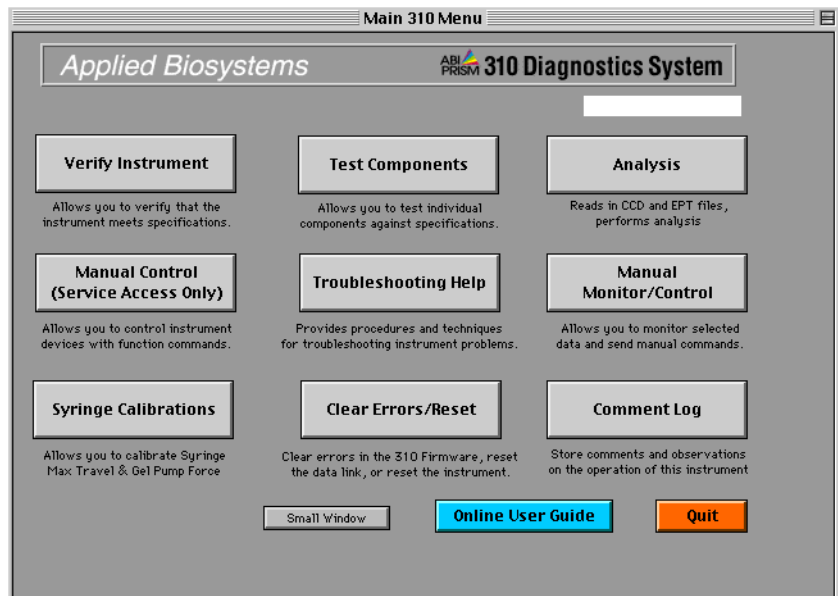 Main 310 Menu
Applied Biosystems
ABI PRISM 310 Diagnostics System
Verify Instrument
Test Components
Analysis
Allows you to verify that the
instrument meets specifications.
Allows you to test individual
components against specifications.
Reads in CCD and EPT files,
performs analysis
Manual Control
(Service Access Only)
Troubleshooting Help
Manual
Monitor/Control
Allows you to control instrument
devices with function commands.
Provides procedures and techniques
for troubleshooting instrument problems.
Allows you to monitor selected
data and send manual commands.
Syringe Calibrations
Clear Errors/Reset
Comment Log
Allows you to calibrate Syringe
Max Travel & Gel Pump Force
Clear errors in the 310 Firmware, reset
the data link, or reset the instrument.
Store comments and observations
on the operation of this instrument
Small Window
Online User Guide
Quit